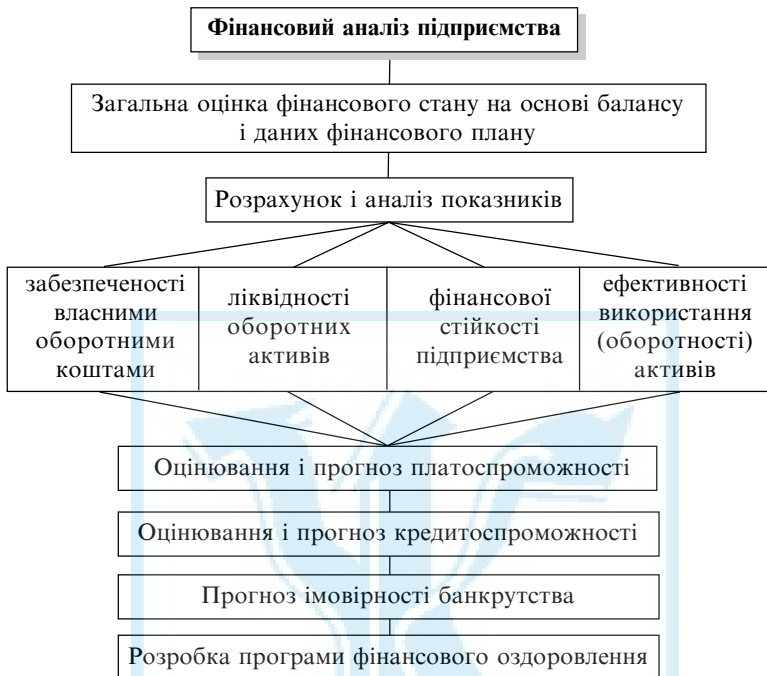 Фінансовий аналіз підприємства
Загальна оцінка фінансового стану на основі балансу
і даних фінансового плану
Розрахунок і аналіз показників
забезпеченості
власними
оборотними
коштами
ліквідності
оборотних
активів
фінансової
стійкості
підприємства
ефективності
використання
(оборотності)
активів
Оцінювання і прогноз платоспроможності
Оцінювання і прогноз кредитоспроможності
Прогноз імовірності банкрутства
Розробка програми фінансового оздоровлення